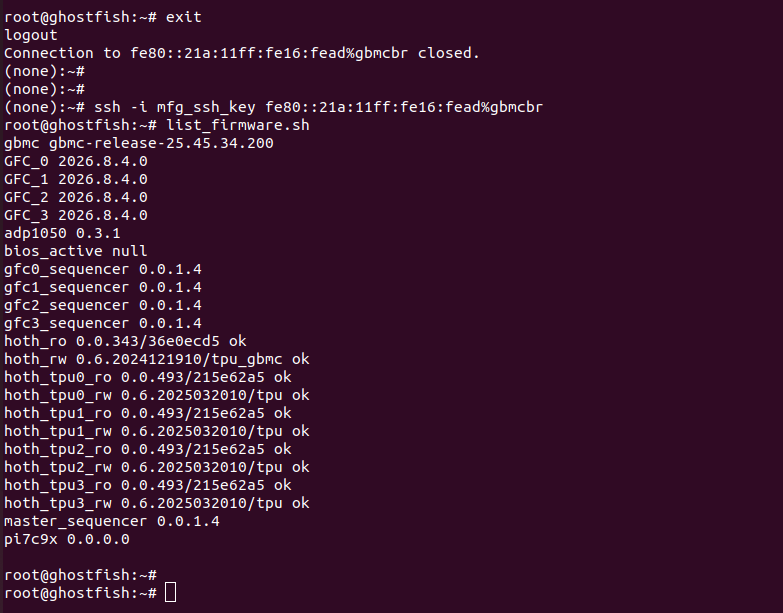 root@ghostfish:~# exit
logout
Connection to fe80::21a:11ff:fe16:fead%gbmcbr closed.
(none):~#
(none):~#
(none):~# ssh -i mfg_ssh_key fe80::21a:11ff:fe16:fead%gbmcbr
root@ghostfish:~# list_firmware.sh
gbmc gbmc-release-25.45.34.200
GFC_0 2026.8.4.0
GFC_1 2026.8.4.0
GFC_2 2026.8.4.0
GFC_3 2026.8.4.0
adp1050 0.3.1
bios_active null
gfc0_sequencer 0.0.1.4
gfc1_sequencer 0.0.1.4
gfc2_sequencer 0.0.1.4
gfc3_sequencer 0.0.1.4
hoth_ro 0.0.343/36e0ecd5 ok
hoth_rw 0.6.2024121910/tpu_gbmc ok
hoth_tpu0_ro 0.0.493/215e62a5 ok
hoth_tpu0_rw 0.6.2025032010/tpu ok
hoth_tpu1_ro 0.0.493/215e62a5 ok
hoth_tpu1_rw 0.6.2025032010/tpu ok
hoth_tpu2_ro 0.0.493/215e62a5 ok
hoth_tpu2_rw 0.6.2025032010/tpu ok
hoth_tpu3_ro 0.0.493/215e62a5 ok
hoth_tpu3_rw 0.6.2025032010/tpu ok
master_sequencer 0.0.1.4
pi7c9x 0.0.0.0
root@ghostfish:~#
root@ghostfish:~#